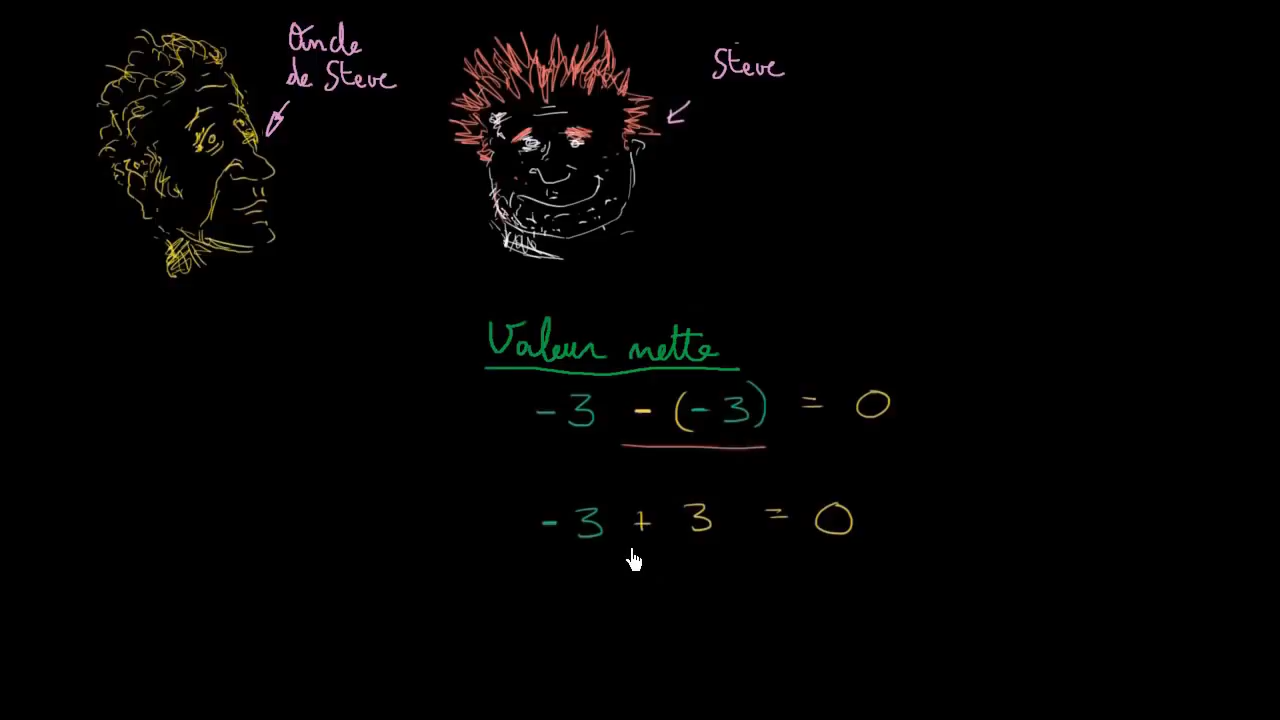 Oncle
de Steve
Steve
Valeur nette
-3 - (-3) = 0
-3 + 3 = 0